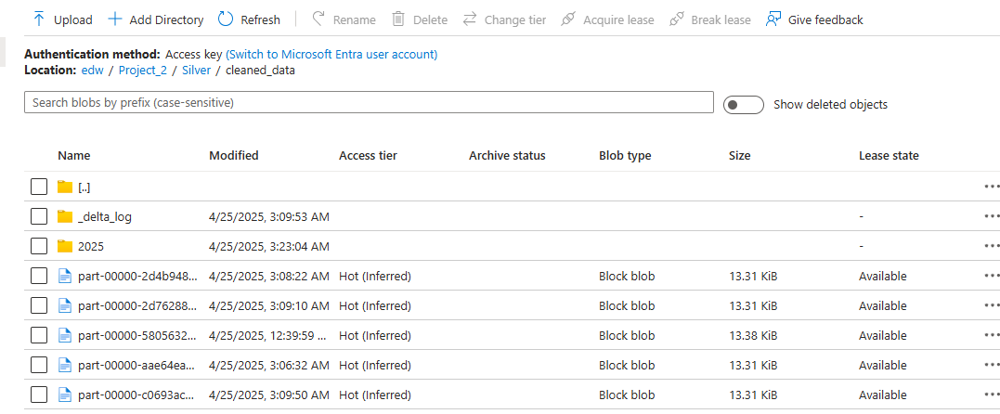 Upload Add Directory Refresh Rename Delete Change tier Acquire lease Break lease Give feedback
Authentication method: Access key (Switch to Microsoft Entra user account)
Location: edw / Project_2 / Silver / cleaned_data
Search blobs by prefix (case-sensitive) Show deleted objects
Name Modified Access tier Archive status Blob type Size Lease state
[..]
_delta_log 4/25/2025, 3:09:53 AM -
2025 4/25/2025, 3:23:04 AM -
part-00000-2d4b948... 4/25/2025, 3:08:22 AM Hot (Inferred) Block blob 13.31 KiB Available
part-00000-2d76288... 4/25/2025, 3:09:10 AM Hot (Inferred) Block blob 13.31 KiB Available
part-00000-5805632... 4/25/2025, 12:39:59 ... Hot (Inferred) Block blob 13.38 KiB Available
part-00000-aae64ea... 4/25/2025, 3:06:32 AM Hot (Inferred) Block blob 13.31 KiB Available
part-00000-c0693ac... 4/25/2025, 3:09:50 AM Hot (Inferred) Block blob 13.31 KiB Available